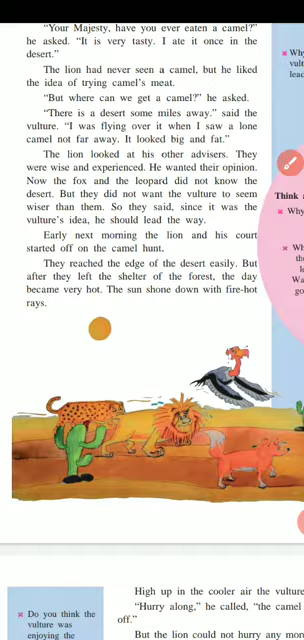 "Your Majesty, have you ever eaten a camel?"
he asked. "It is very tasty. I ate it once in the
desert."
The lion had never seen a camel, but he liked
the idea of trying camel's meat.
"But where can we get a camel?" he asked.
"There is a desert some miles away." said the
vulture. "I was flying over it when I saw a lone
camel not far away. It looked big and fat."
The lion looked at his other advisers. They
were wise and experienced. He wanted their opinion.
Now the fox and the leopard did not know the
desert. But they did not want the vulture to seem
wiser than them. So they said, since it was the
vulture's idea, he should lead the way.
Early next morning the lion and his court
started off on the camel hunt.
They reached the edge of the desert easily. But
after they left the shelter of the forest, the day
became very hot. The sun shone down with fire-hot
rays.
Why
vult
lead
Think
Why
Wh
the
Wa
go
Do you think the
vulture was
enjoying the
High up in the cooler air the vulture
"Hurry along," he called, "the camel
off."
But the lion could not hurry any mon